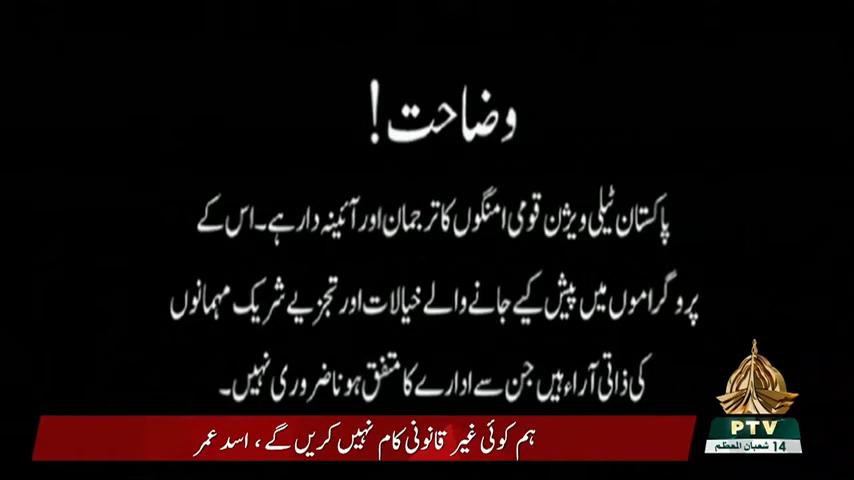 وضاحت!
پاکستان ٹیلی ویژن قومی امنگوں کا ترجمان اور آئینہ دار ہے۔ اس کے
پروگراموں میں پیش کیے جانے والے خیالات اور تجزیے شریک مہمانوں
کی ذاتی آراء ہیں جن سے ادارے کا متفق ہونا ضروری نہیں۔
ہم کوئی غیر قانونی کام نہیں کریں گے ، اسد عمر
PTV
14 شعبان المعظم